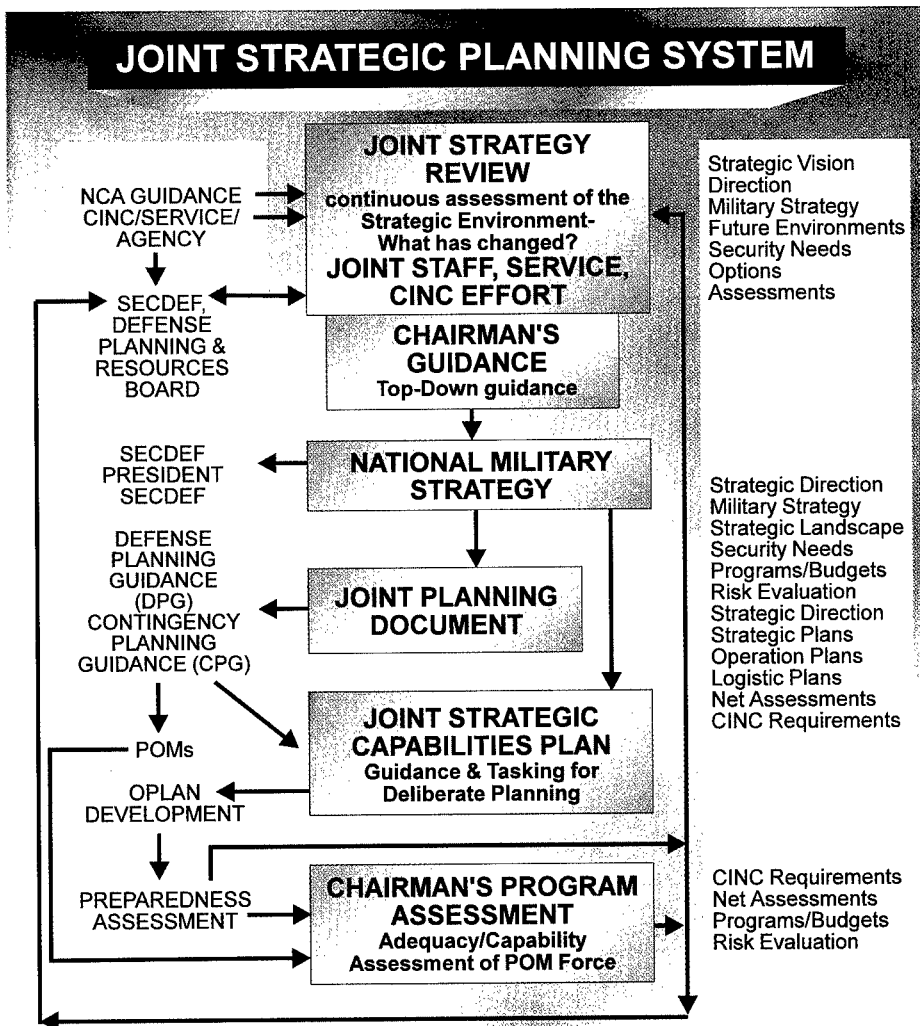 JOINT STRATEGIC PLANNING SYSTEM
NCA GUIDANCE
CINC/SERVICE/
AGENCY
SECDEF,
DEFENSE
PLANNING &
RESOURCES
BOARD
JOINT STRATEGY
REVIEW
continuous assessment of the
Strategic Environment-
What has changed?
JOINT STAFF, SERVICE,
CINC EFFORT
CHAIRMAN'S
GUIDANCE
Top-Down guidance
Strategic Vision
Direction
Military Strategy
Future Environments
Security Needs
Options
Assessments
SECDEF
PRESIDENT
SECDEF
NATIONAL MILITARY
STRATEGY
DEFENSE
PLANNING
GUIDANCE
(DPG)
CONTINGENCY
PLANNING
GUIDANCE (CPG)
JOINT PLANNING
DOCUMENT
Strategic Direction
Military Strategy
Strategic Landscape
Security Needs
Programs/Budgets
Risk Evaluation
Strategic Direction
Strategic Plans
Operation Plans
Logistic Plans
Net Assessments
CINC Requirements
POMs
OPLAN
DEVELOPMENT
JOINT STRATEGIC
CAPABILITIES PLAN
Guidance & Tasking for
Deliberate Planning
PREPAREDNESS
ASSESSMENT
CHAIRMAN'S PROGRAM
ASSESSMENT
Adequacy/Capability
Assessment of POM Force
CINC Requirements
Net Assessments
Programs/Budgets
Risk Evaluation